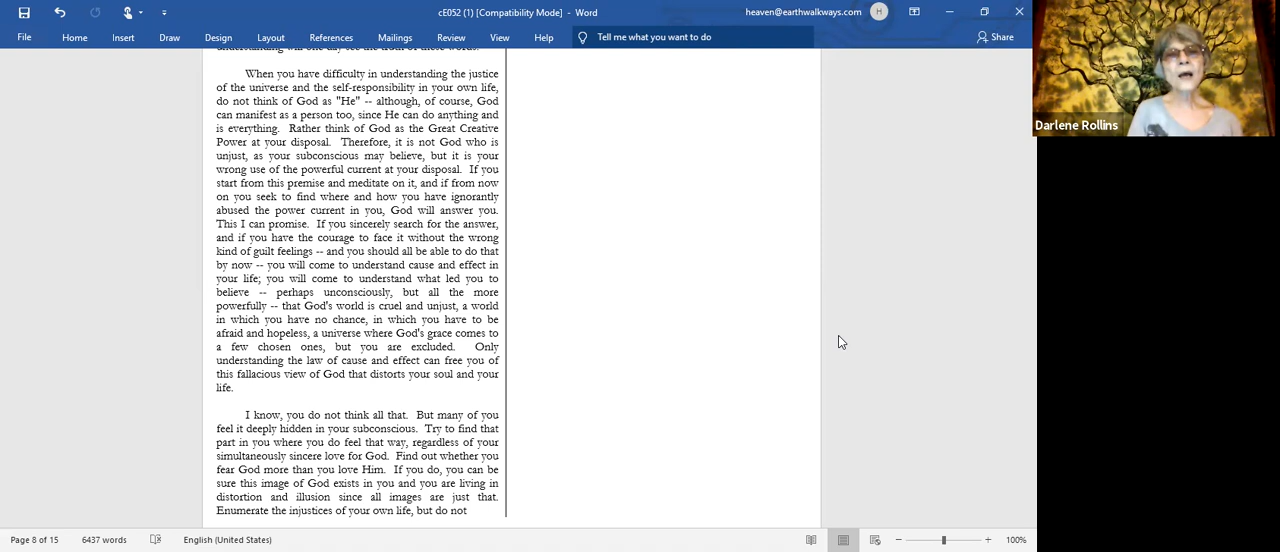 cE052 (1) [Compatibility Mode] - Word
heaven@earthwalkways.com
H
File
Home
Insert
Draw
Design
Layout
References
Mailings
Review
View
Help
Tell me what you want to do
Share
Darlene Rollins
understanding will one day see the truth of these words.
When you have difficulty in understanding the justice
of the universe and the self-responsibility in your own life,
do not think of God as "He" -- although, of course, God
can manifest as a person too, since He can do anything and
is everything. Rather think of God as the Great Creative
Power at your disposal. Therefore, it is not God who is
unjust, as your subconscious may believe, but it is your
wrong use of the powerful current at your disposal. If you
start from this premise and meditate on it, and if from now
on you seek to find where and how you have ignorantly
abused the power current in you, God will answer you.
This I can promise. If you sincerely search for the answer,
and if you have the courage to face it without the wrong
kind of guilt feelings -- and you should all be able to do that
by now -- you will come to understand cause and effect in
your life; you will come to understand what led you to
believe -- perhaps unconsciously, but all the more
powerfully -- that God's world is cruel and unjust, a world
in which you have no chance, in which you have to be
afraid and hopeless, a universe where God's grace comes to
a few chosen ones, but you are excluded. Only
understanding the law of cause and effect can free you of
this fallacious view of God that distorts your soul and your
life.
I know, you do not think all that. But many of you
feel it deeply hidden in your subconscious. Try to find that
part in you where you do feel that way, regardless of your
simultaneously sincere love for God. Find out whether you
fear God more than you love Him. If you do, you can be
sure this image of God exists in you and you are living in
distortion and illusion since all images are just that.
Enumerate the injustices of your own life, but do not
Page 8 of 15
6437 words
English (United States)
100%